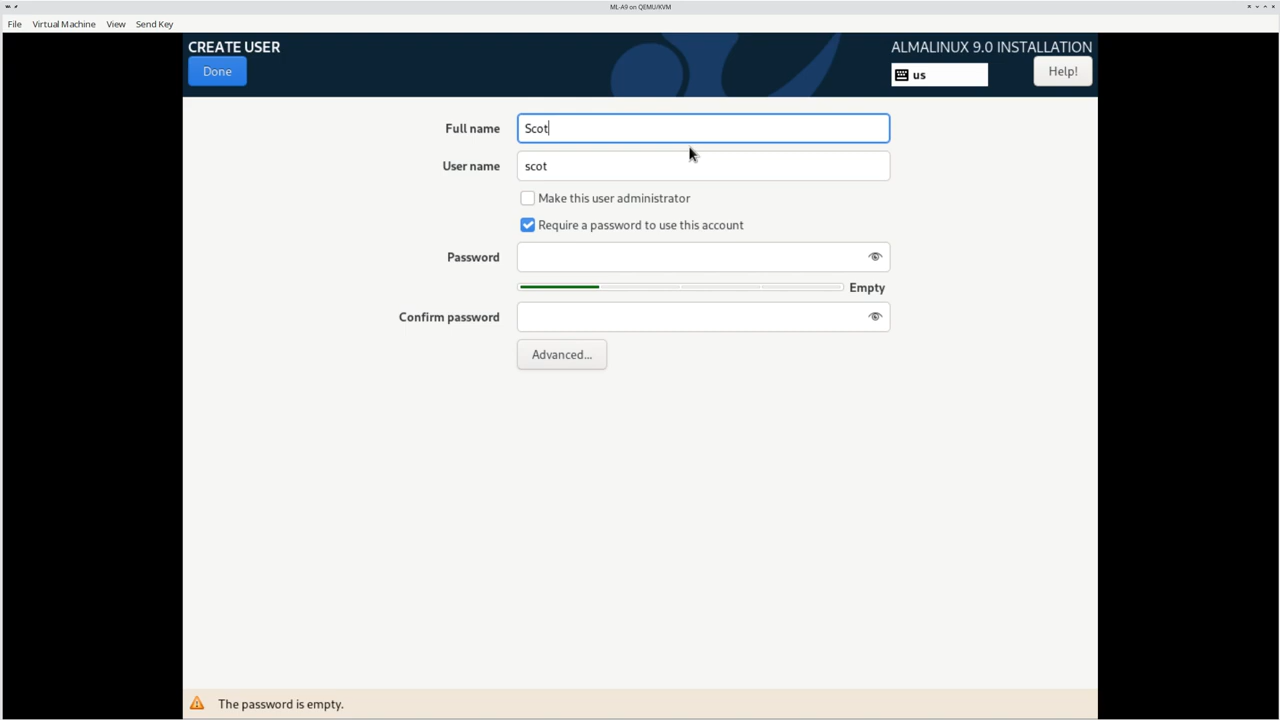 ML-A9 on QEMU/KVM
File Virtual Machine View Send Key
CREATE USER
ALMALINUX 9.0 INSTALLATION
Done
us
Help!
Full name
Scot
User name
scot
Make this user administrator
Require a password to use this account
Password
Empty
Confirm password
Advanced...
The password is empty.